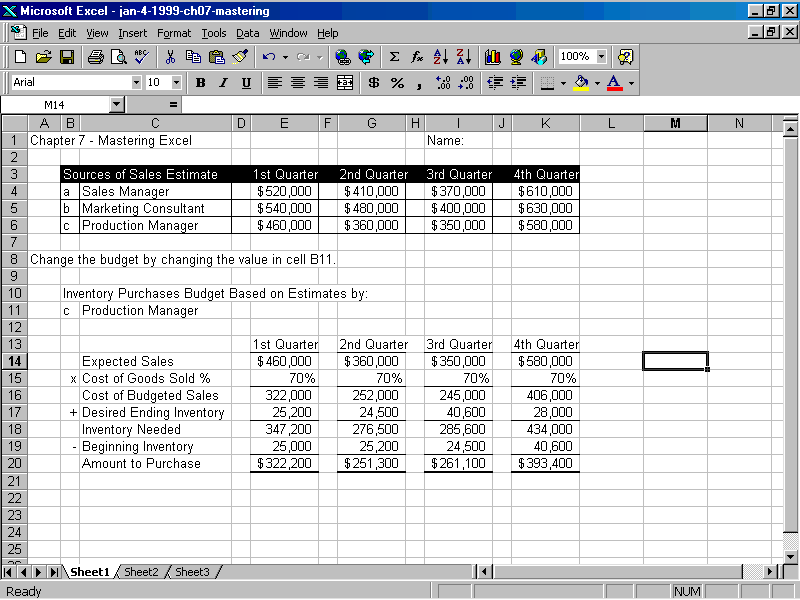 Microsoft Excel - jan-4-1999-ch07-mastering
File Edit View Insert Format Tools Data Window Help
100%
Arial 10 B I U $ % ,
M14 =
A B C D E F G H I J K L M N
1 Chapter 7 - Mastering Excel Name:
2
3 Sources of Sales Estimate 1st Quarter 2nd Quarter 3rd Quarter 4th Quarter
4 a Sales Manager $520,000 $410,000 $370,000 $610,000
5 b Marketing Consultant $540,000 $480,000 $400,000 $630,000
6 c Production Manager $460,000 $360,000 $350,000 $580,000
7
8 Change the budget by changing the value in cell B11.
9
10 Inventory Purchases Budget Based on Estimates by:
11 c Production Manager
12
13 1st Quarter 2nd Quarter 3rd Quarter 4th Quarter
14 Expected Sales $460,000 $360,000 $350,000 $580,000
15 x Cost of Goods Sold % 70% 70% 70% 70%
16 Cost of Budgeted Sales 322,000 252,000 245,000 406,000
17 + Desired Ending Inventory 25,200 24,500 40,600 28,000
18 Inventory Needed 347,200 276,500 285,600 434,000
19 - Beginning Inventory 25,000 25,200 24,500 40,600
20 Amount to Purchase $322,200 $251,300 $261,100 $393,400
21
22
23
24
25
Sheet1 Sheet2 Sheet3
Ready NUM